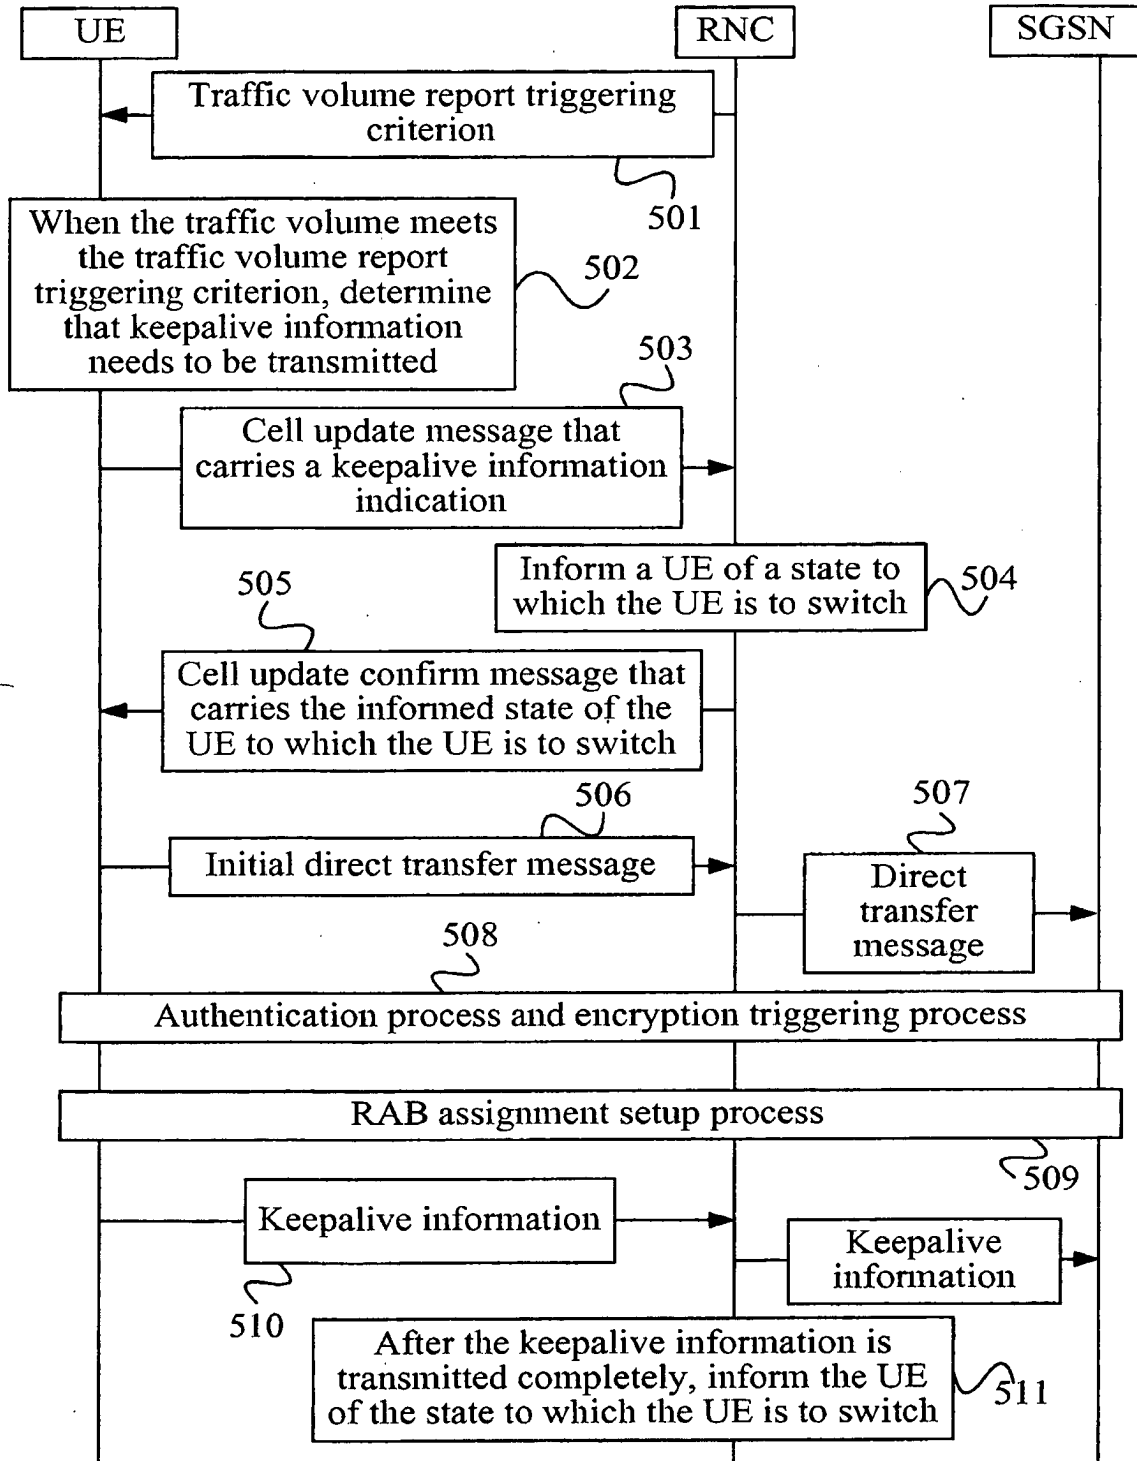 UE
RNC
SGSN
Traffic volume report triggering
criterion
501
When the traffic volume meets
the traffic volume report
triggering criterion, determine
that keepalive information
needs to be transmitted
502
503
Cell update message that
carries a keepalive information
indication
Inform a UE of a state to
which the UE is to switch
504
505
Cell update confirm message that
carries the informed state of the
UE to which the UE is to switch
506
Initial direct transfer message
507
Direct
transfer
message
508
Authentication process and encryption triggering process
RAB assignment setup process
509
Keepalive information
510
Keepalive
information
After the keepalive information is
transmitted completely, inform the UE
of the state to which the UE is to switch
511